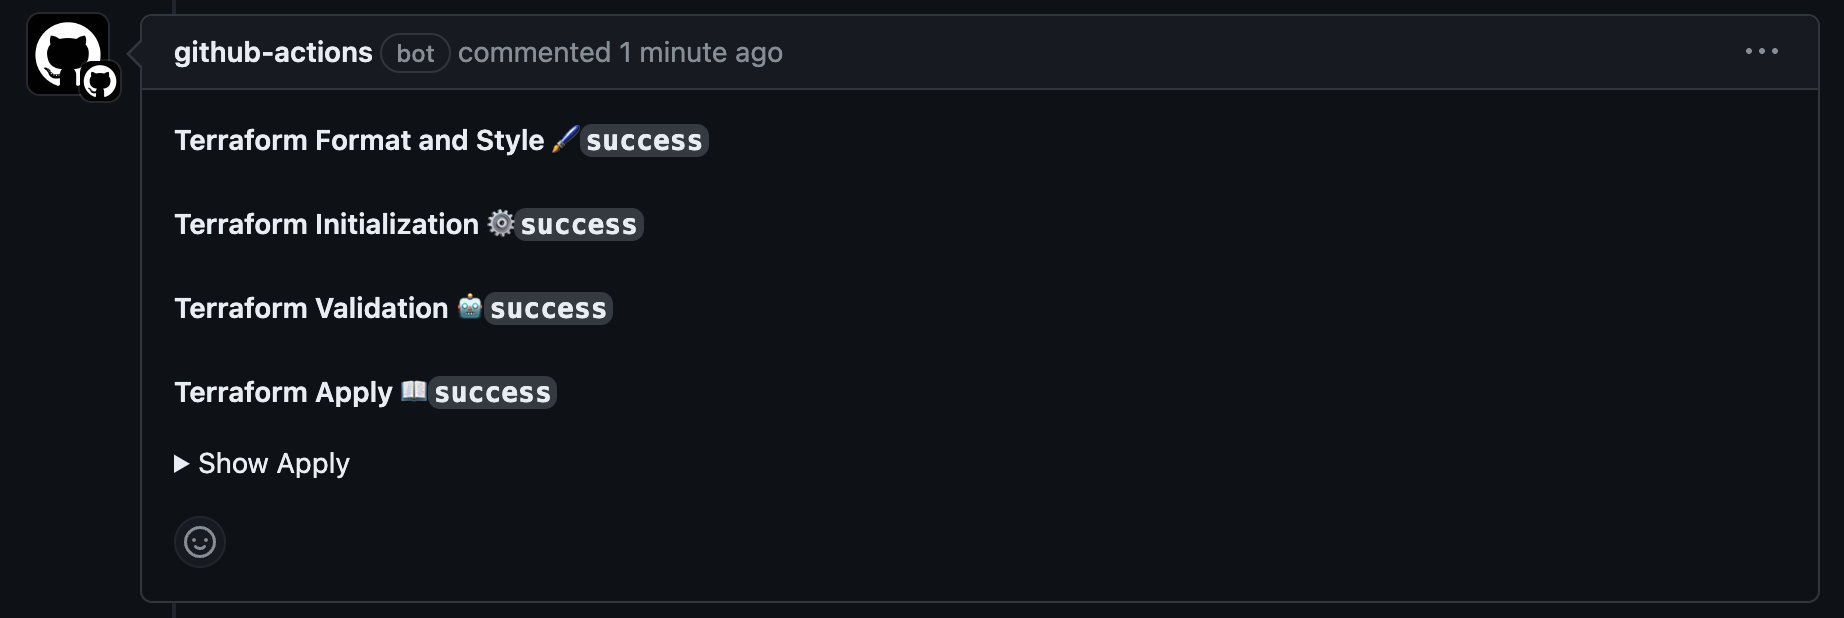 github-actions bot commented 1 minute ago
Terraform Format and Style 🖌success
Terraform Initialization ⚙️success
Terraform Validation 🤖success
Terraform Apply 📖success
Show Apply